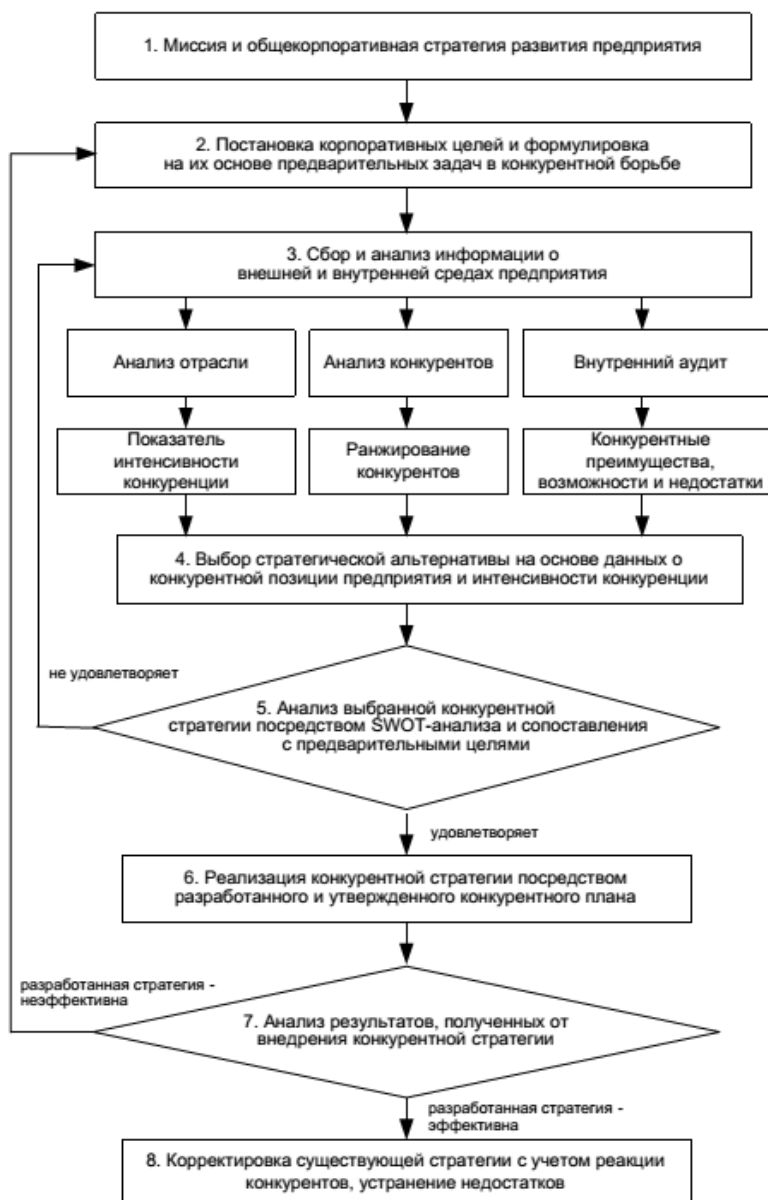 1. Миссия и общекорпоративная стратегия развития предприятия
2. Постановка корпоративных целей и формулировка
на их основе предварительных задач в конкурентной борьбе
3. Сбор и анализ информации о
внешней и внутренней средах предприятия
Анализ отрасли
Анализ конкурентов
Внутренний аудит
Показатель
интенсивности
конкуренции
Ранжирование
конкурентов
Конкурентные
преимущества,
возможности и недостатки
4. Выбор стратегической альтернативы на основе данных о
конкурентной позиции предприятия и интенсивности конкуренции
не удовлетворяет
5. Анализ выбранной конкурентной
стратегии посредством SWOT-анализа и сопоставления
с предварительными целями
удовлетворяет
6. Реализация конкурентной стратегии посредством
разработанного и утвержденного конкурентного плана
разработанная стратегия -
неэффективна
7. Анализ результатов, полученных от
внедрения конкурентной стратегии
разработанная стратегия -
эффективна
8. Корректировка существующей стратегии с учетом реакции
конкурентов, устранение недостатков